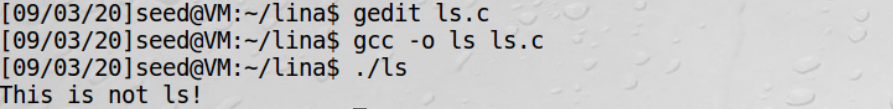 [09/03/20]seed@VM:~/lina$ gedit ls.c
[09/03/20]seed@VM:~/lina$ gcc -o ls ls.c
[09/03/20]seed@VM:~/lina$ ./ls
This is not ls!